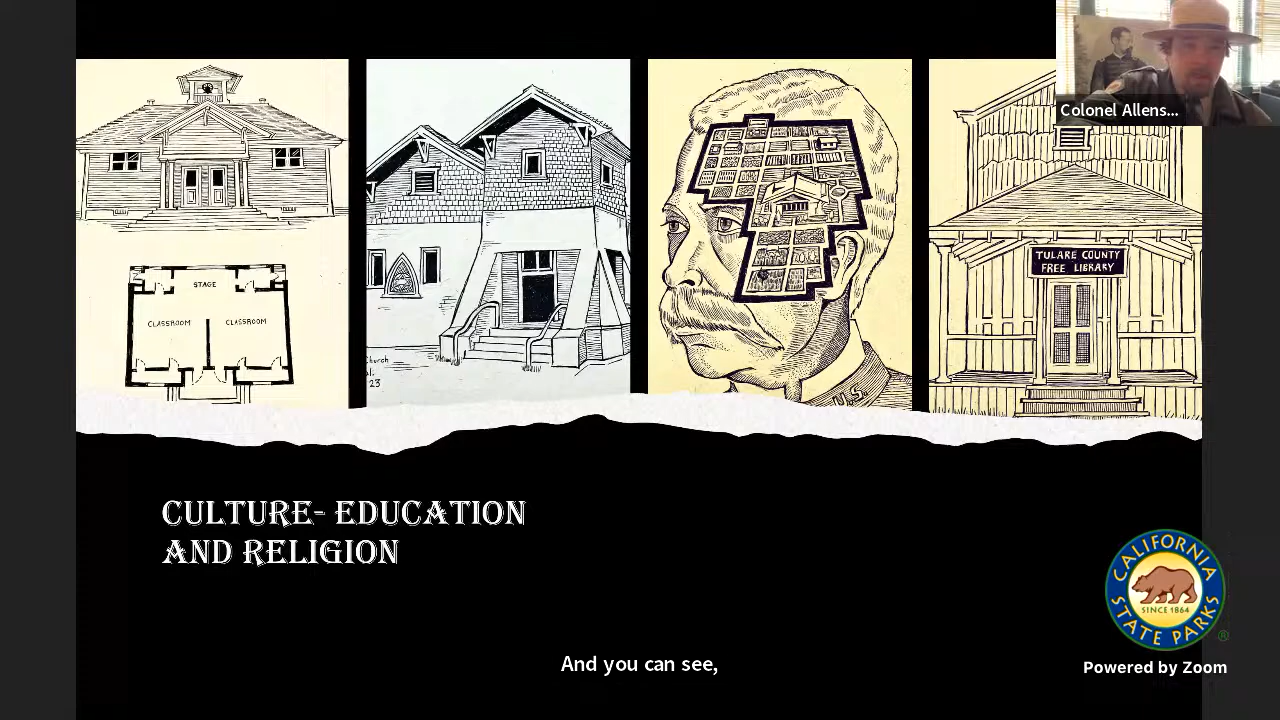 Colonel Allens...
TULARE COUNTY
FREE LIBRARY
STAGE
CLASSROOM
CLASSROOM
Church
al.
23
U.S.
CULTURE- EDUCATION
AND RELIGION
CALIFORNIA
SINCE 1864
STATE PARKS
®
Powered by Zoom
And you can see,